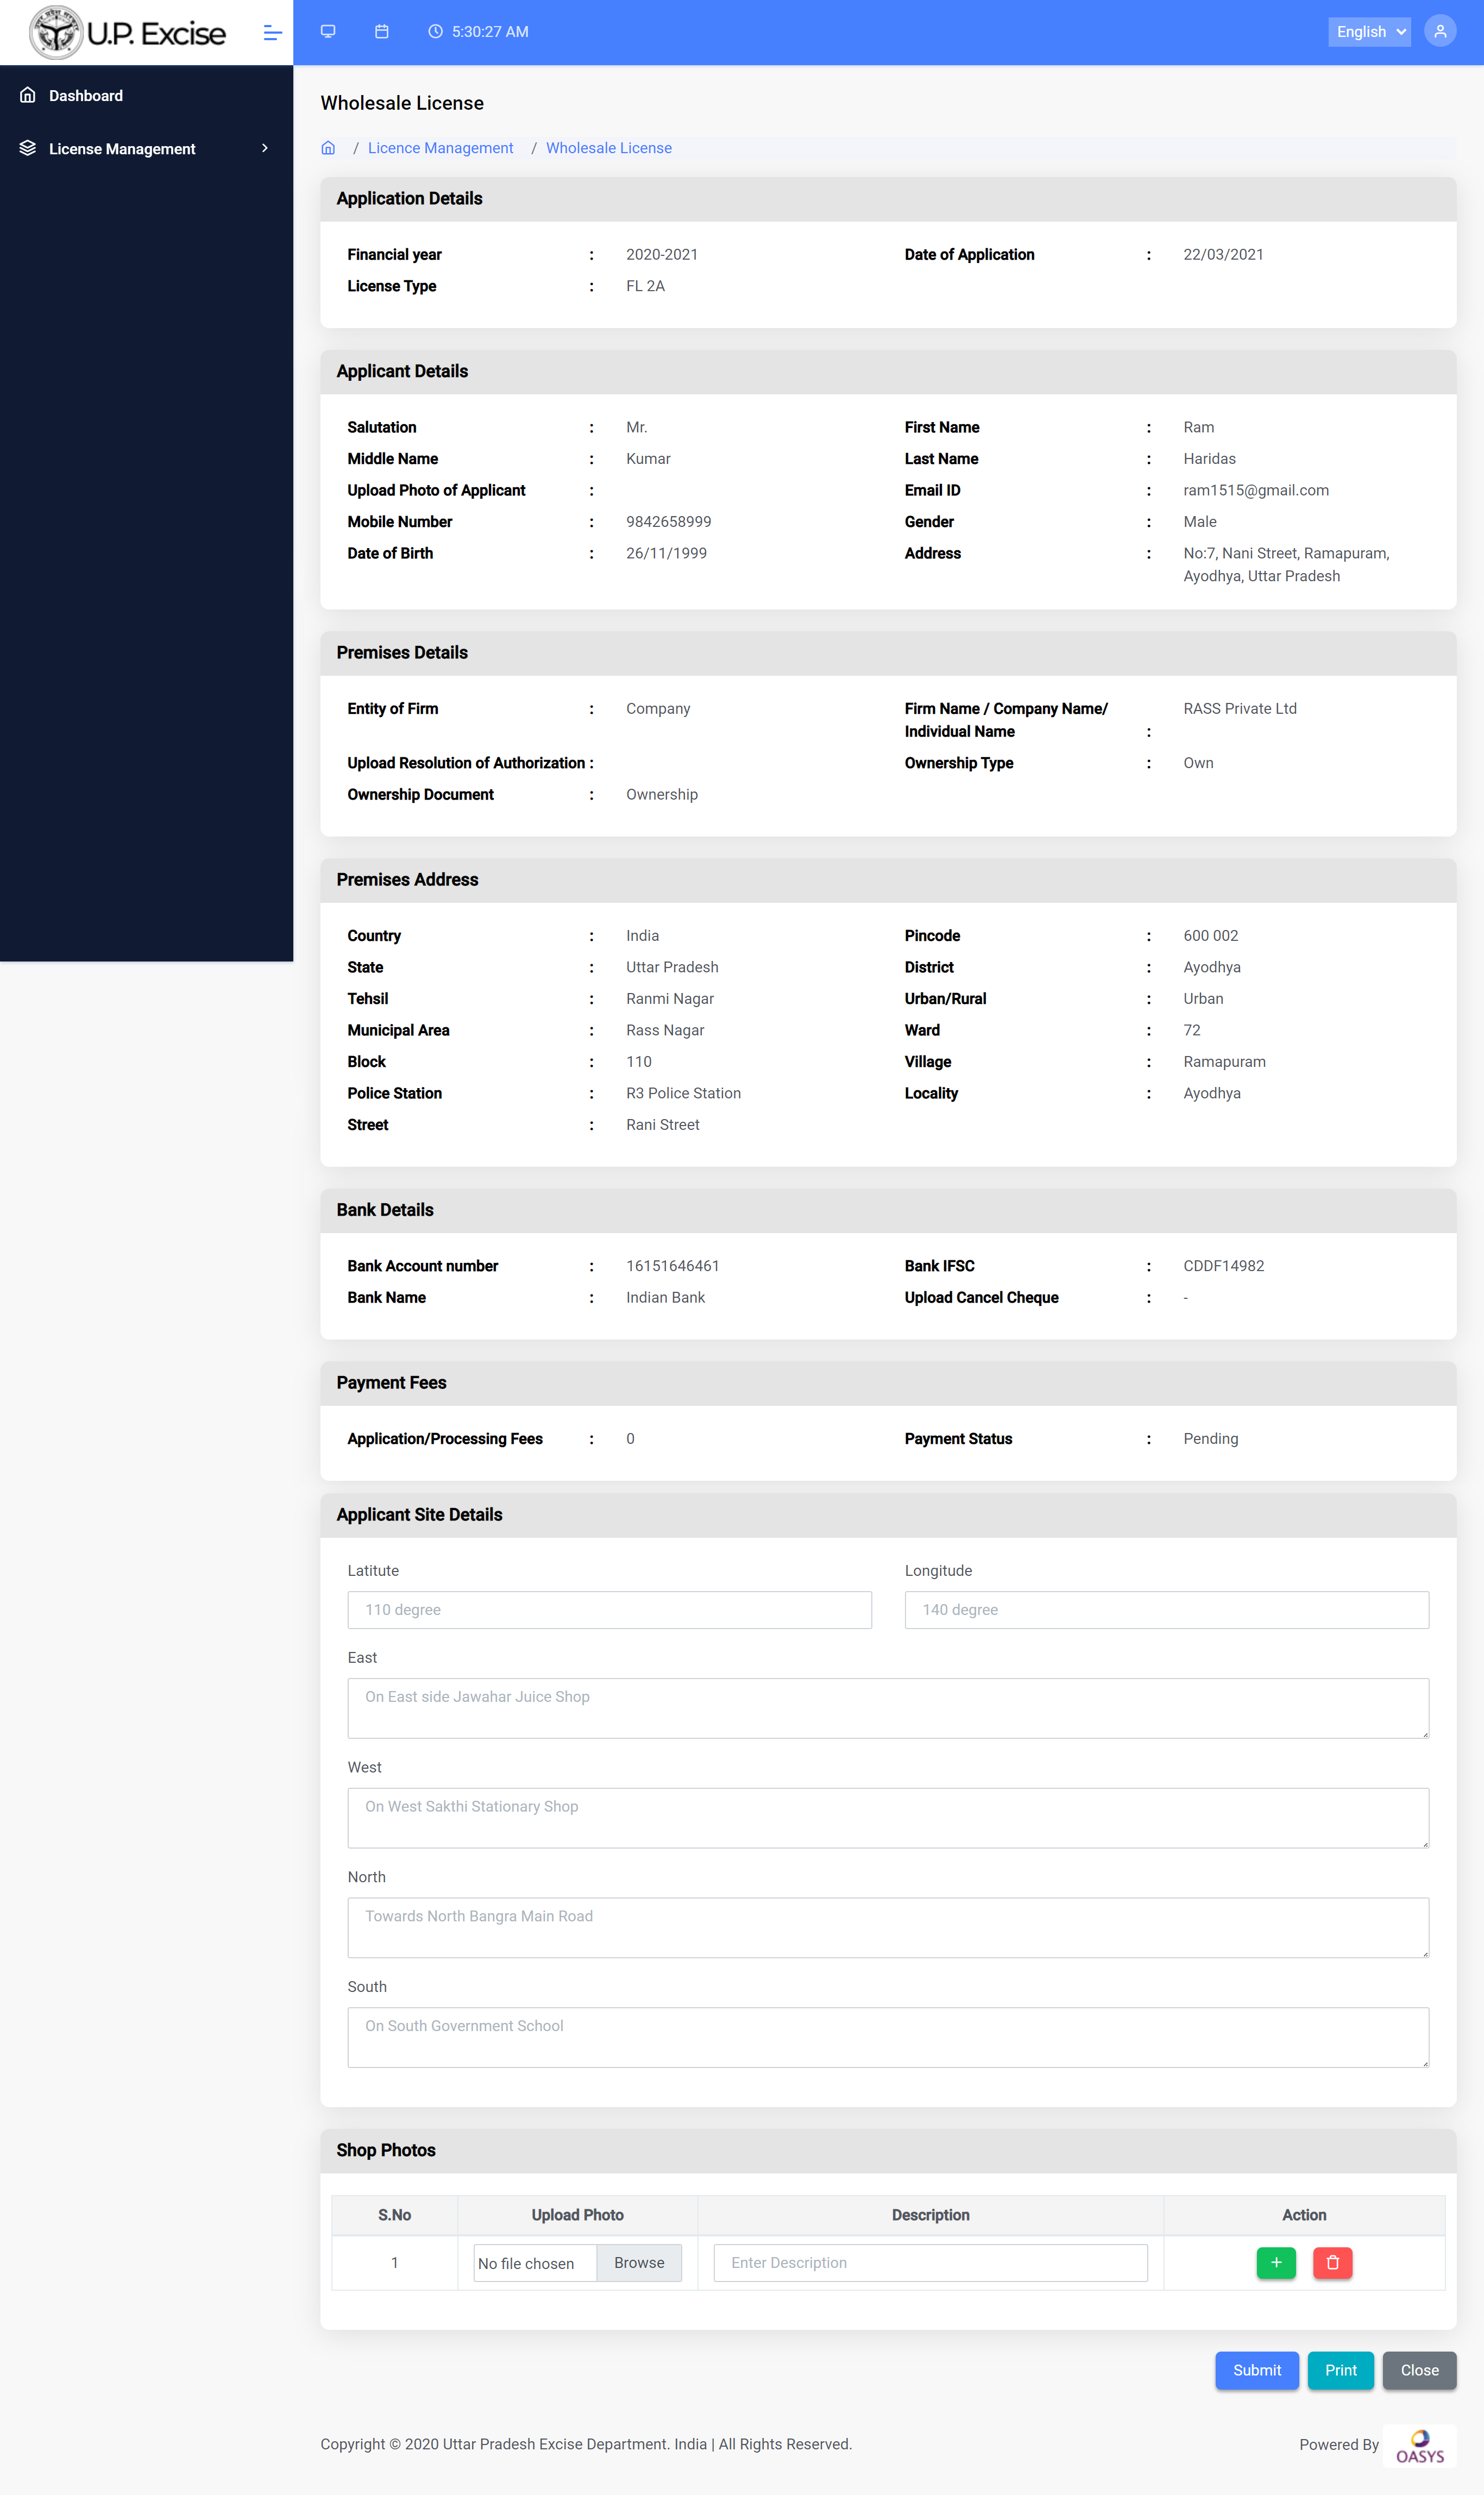 U.P. Excise
5:30:27 AM
English
Dashboard
License Management
Wholesale License
/ Licence Management / Wholesale License
Application Details
Financial year : 2020-2021 Date of Application : 22/03/2021
License Type : FL 2A
Applicant Details
Salutation : Mr. First Name : Ram
Middle Name : Kumar Last Name : Haridas
Upload Photo of Applicant : Email ID : ram1515@gmail.com
Mobile Number : 9842658999 Gender : Male
Date of Birth : 26/11/1999 Address : No:7, Nani Street, Ramapuram,
Ayodhya, Uttar Pradesh
Premises Details
Entity of Firm : Company Firm Name / Company Name/ RASS Private Ltd
Individual Name :
Upload Resolution of Authorization : Ownership Type : Own
Ownership Document : Ownership
Premises Address
Country : India Pincode : 600 002
State : Uttar Pradesh District : Ayodhya
Tehsil : Ranmi Nagar Urban/Rural : Urban
Municipal Area : Rass Nagar Ward : 72
Block : 110 Village : Ramapuram
Police Station : R3 Police Station Locality : Ayodhya
Street : Rani Street
Bank Details
Bank Account number : 16151646461 Bank IFSC : CDDF14982
Bank Name : Indian Bank Upload Cancel Cheque : -
Payment Fees
Application/Processing Fees : 0 Payment Status : Pending
Applicant Site Details
Latitute Longitude
110 degree 140 degree
East
On East side Jawahar Juice Shop
West
On West Sakthi Stationary Shop
North
Towards North Bangra Main Road
South
On South Government School
Shop Photos
S.No Upload Photo Description Action
1 No file chosen Browse Enter Description
Submit Print Close
Copyright © 2020 Uttar Pradesh Excise Department. India | All Rights Reserved. Powered By OASYS